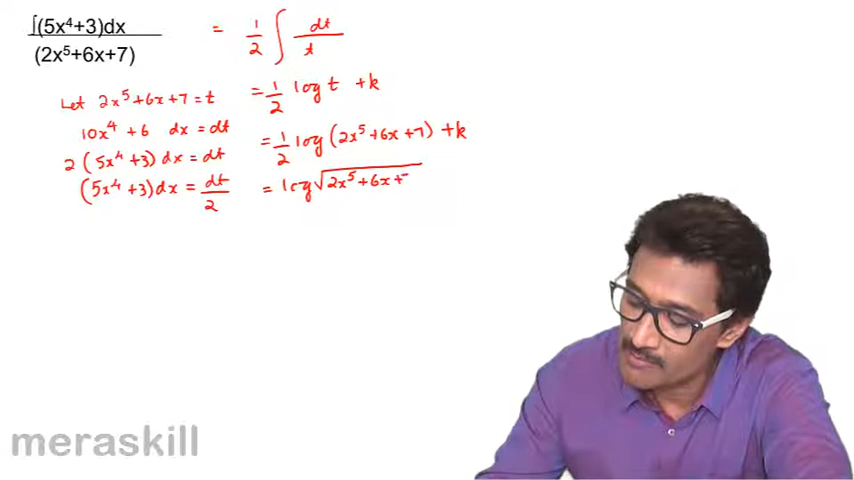 ∫(5x⁴+3)dx
(2x⁵+6x+7)
= 1/2 ∫ dt/t
Let 2x⁵+6x+7 = t
10x⁴+6 dx = dt
2(5x⁴+3)dx = dt
(5x⁴+3)dx = dt/2
= 1/2 log t + k
= 1/2 log(2x⁵+6x+7) + k
= log√2x⁵+6x+
meraskill